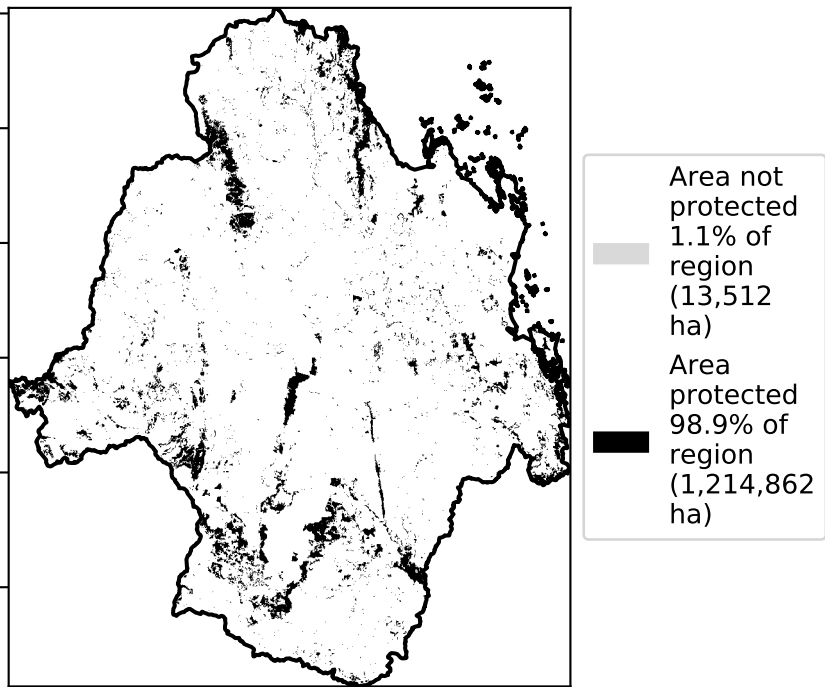 Area not
protected
1.1% of
region
(13,512
ha)
Area
protected
98.9% of
region
(1,214,862
ha)